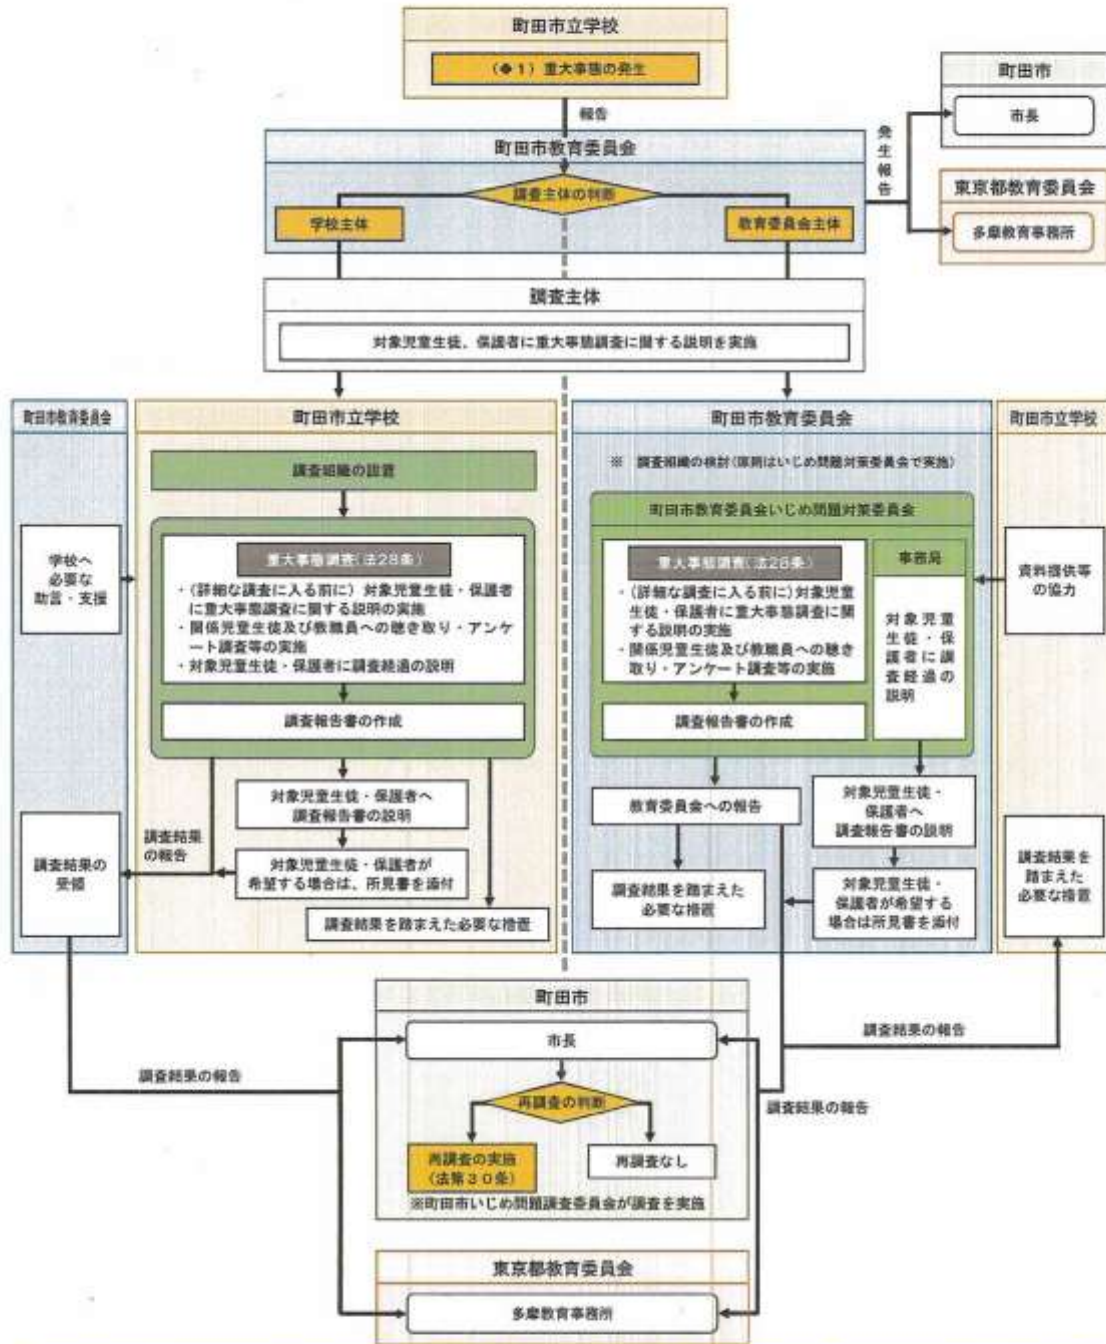 町田市立学校
(◆1)重大事態の発生
報告
町田市
市長
町田市教育委員会
調査主体の判断
学校主体
教育委員会主体
発生報告
東京都教育委員会
多摩教育事務所
調査主体
対象児童生徒、保護者に重大事態調査に関する説明を実施
町田市教育委員会
学校へ
必要な
助言・支援
調査結果の
受領
町田市立学校
調査組織の設置
重大事態調査(法28条)
・(詳細な調査に入る前に)対象児童生徒・保護者
に重大事態調査に関する説明の実施
・関係児童生徒及び教職員への聴き取り・アンケ
ート調査等の実施
・対象児童生徒・保護者に調査経過の説明
調査報告書の作成
対象児童生徒・保護者へ
調査報告書の説明
調査結果
の報告
対象児童生徒・保護者が
希望する場合は、所見書を添付
調査結果を踏まえた必要な措置
町田市教育委員会
※ 調査組織の検討(原則はいじめ問題対策委員会で実施)
町田市教育委員会いじめ問題対策委員会
重大事態調査(法28条)
・(詳細な調査に入る前に)対象児童
生徒・保護者に重大事態調査に関
する説明の実施
・関係児童生徒及び教職員への聴き
取り・アンケート調査等の実施
調査報告書の作成
事務局
対象児童
生徒・保
護者に調
査経過の
説明
教育委員会への報告
対象児童生徒・
保護者へ
調査報告書の説明
調査結果を踏まえた
必要な措置
対象児童生徒・
保護者が希望する
場合は所見書を添付
町田市立学校
資料提供等
の協力
調査結果を
踏まえた
必要な措置
調査結果の報告
町田市
市長
再調査の判断
再調査の実施
(法第30条)
再調査なし
※町田市いじめ問題調査委員会が調査を実施
調査結果の報告
調査結果の報告
東京都教育委員会
多摩教育事務所